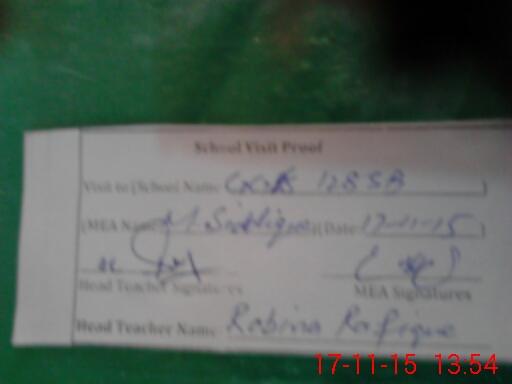 School Visit Proof
Visit to [School Name 128 SB]
(MEA Name M Siddique)(Date 17-11-15)
Head Teacher Signatures MEA Signatures
Head Teacher Name: Robina Rafique
17-11-15 13.54